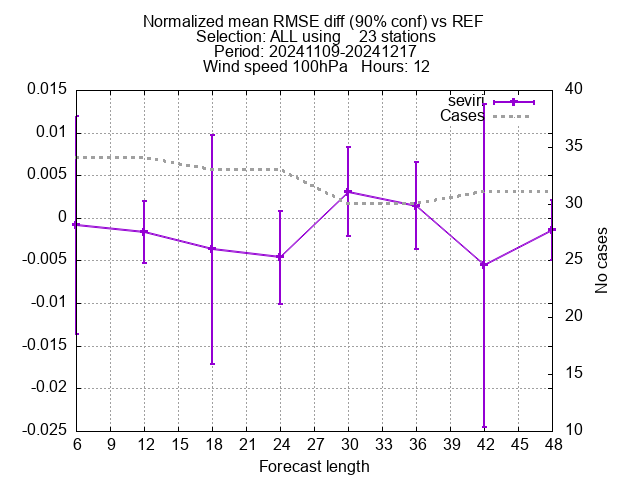 Normalized mean RMSE diff (90% conf) vs REF
Selection: ALL using    23 stations
Period: 20241109-20241217
Wind speed 100hPa   Hours: 12
seviri
Cases
0.015
0.01
0.005
0
-0.005
-0.01
-0.015
-0.02
-0.025
40
35
30
25
20
15
10
No cases
6 9 12 15 18 21 24 27 30 33 36 39 42 45 48
Forecast length